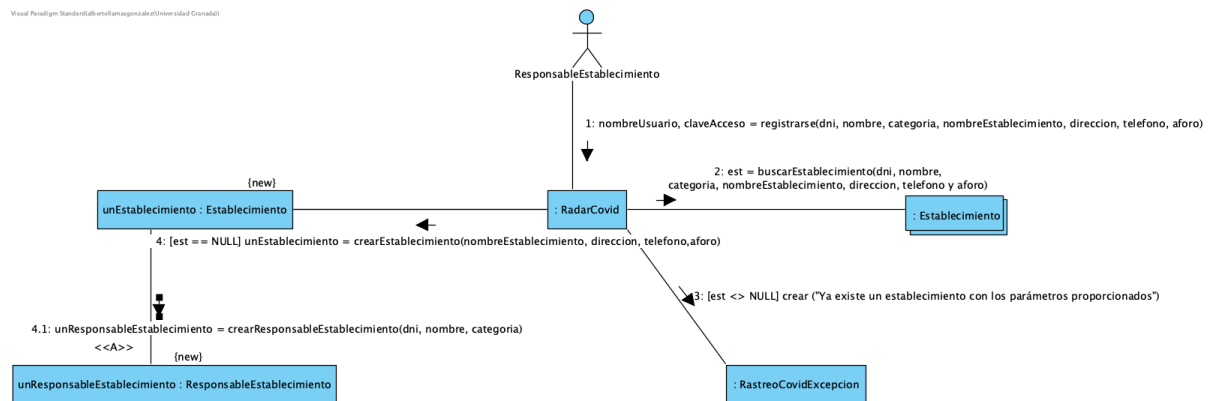 Visual Paradigm Standard(albertollamasgonzalez(Universidad Granada))
ResponsableEstablecimiento
1: nombreUsuario, claveAcceso = registrarse(dni, nombre, categoria, nombreEstablecimiento, direccion, telefono, aforo)
2: est = buscarEstablecimiento(dni, nombre,
categoria, nombreEstablecimiento, direccion, telefono y aforo)
{new}
unEstablecimiento : Establecimiento
: RadarCovid
: Establecimiento
4: [est == NULL] unEstablecimiento = crearEstablecimiento(nombreEstablecimiento, direccion, telefono,aforo)
3: [est <> NULL] crear ("Ya existe un establecimiento con los parámetros proporcionados")
4.1: unResponsableEstablecimiento = crearResponsableEstablecimiento(dni, nombre, categoria)
<<A>>
{new}
unResponsableEstablecimiento : ResponsableEstablecimiento
: RastreoCovidExcepcion